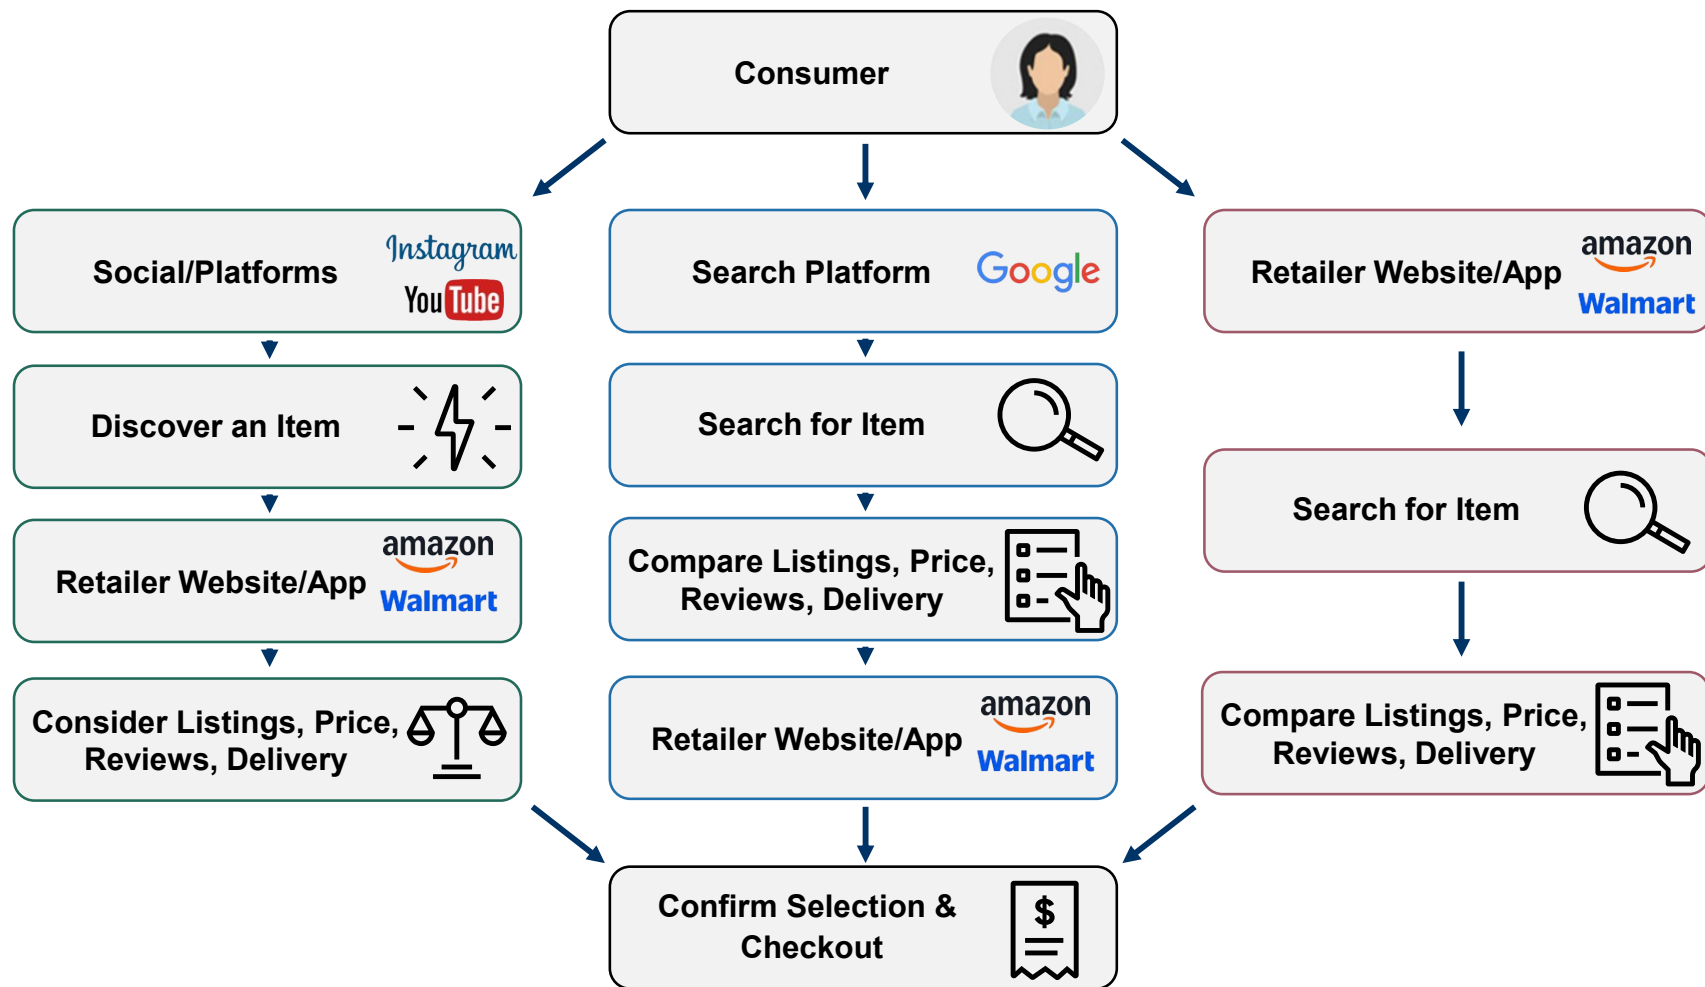 Consumer
Social/Platforms
Instagram
YouTube
Search Platform
Google
Retailer Website/App
amazon
Walmart
Discover an Item
Search for Item
Search for Item
Retailer Website/App
amazon
Walmart
Compare Listings, Price,
Reviews, Delivery
Consider Listings, Price,
Reviews, Delivery
Retailer Website/App
amazon
Walmart
Compare Listings, Price,
Reviews, Delivery
Confirm Selection &
Checkout
$